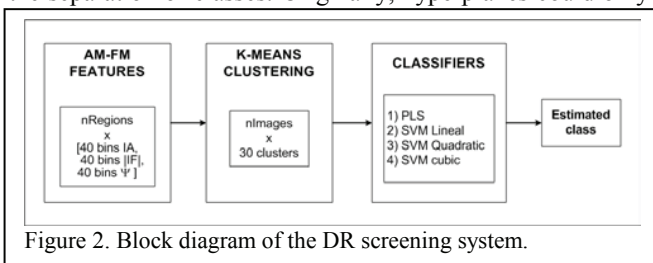 AM-FM
FEATURES
nRegions
x
[40 bins IA,
40 bins |IF|,
40 bins Ψ ]
K-MEANS
CLUSTERING
nImages
x
30 clusters
CLASSIFIERS
1) PLS
2) SVM Lineal
3) SVM Quadratic
4) SVM cubic
Estimated
class
Figure 2. Block diagram of the DR screening system.